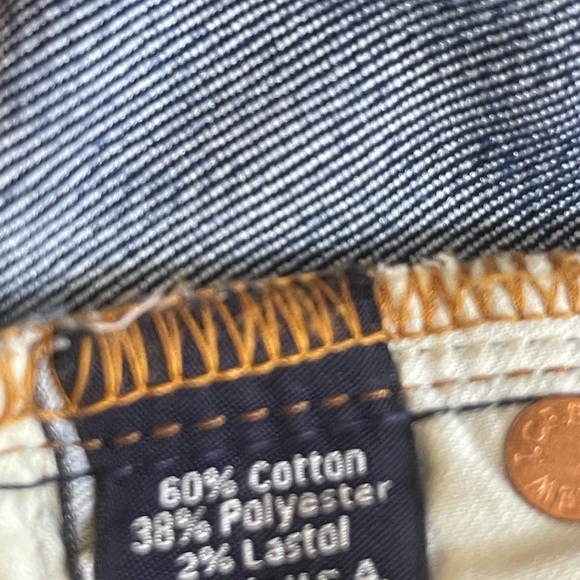 60% Cotton
38% Polyester
2% Lastol
U.S.A.